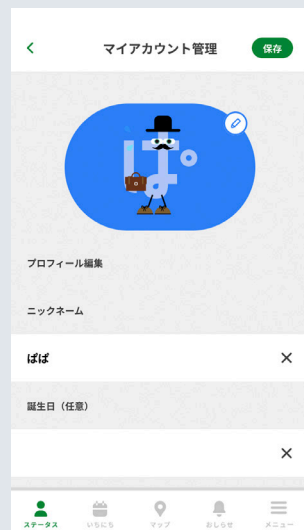 マイアカウント管理
保存
ぱ
プロフィール編集
ニックネーム
ぱぱ
誕生日（任意）
ステータス
いちにち
マップ
おしらせ
メニュー